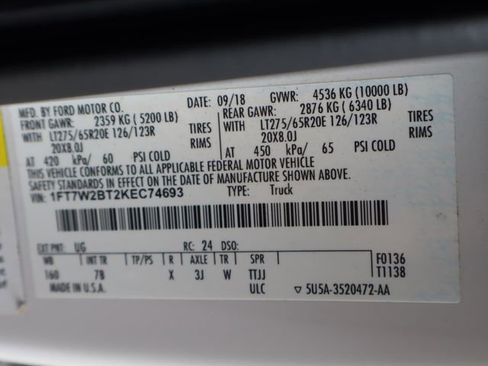 MFD. BY FORD MOTOR CO.
DATE: 09/18 GVWR: 4536 KG (10000 LB)
FRONT GAWR: 2359 KG ( 5200 LB) REAR GAWR: 2876 KG ( 6340 LB)
WITH LT275/65R20E 126/123R TIRES WITH LT275/65R20E 126/123R TIRES
20X8.0J RIMS 20X8.0J RIMS
AT 420 kPa/ 60 PSI COLD AT 450 kPa/ 65 PSI COLD
THIS VEHICLE CONFORMS TO ALL APPLICABLE FEDERAL MOTOR VEHICLE
SAFETY AND THEFT PREVENTION STANDARDS IN EFFECT ON THE DATE OF MANUFACTURE SHOWN ABOVE.
VIN: 1FT7W2BT2KEC74693 TYPE: Truck
EXT PNT: UG RC: 24 DSO: F0136
WB INT TR TP/PS R AXLE TR SPR T1138
160 7B X 3J W TTJJ
MADE IN U.S.A. ULC ▽ 5U5A-3520472-AA